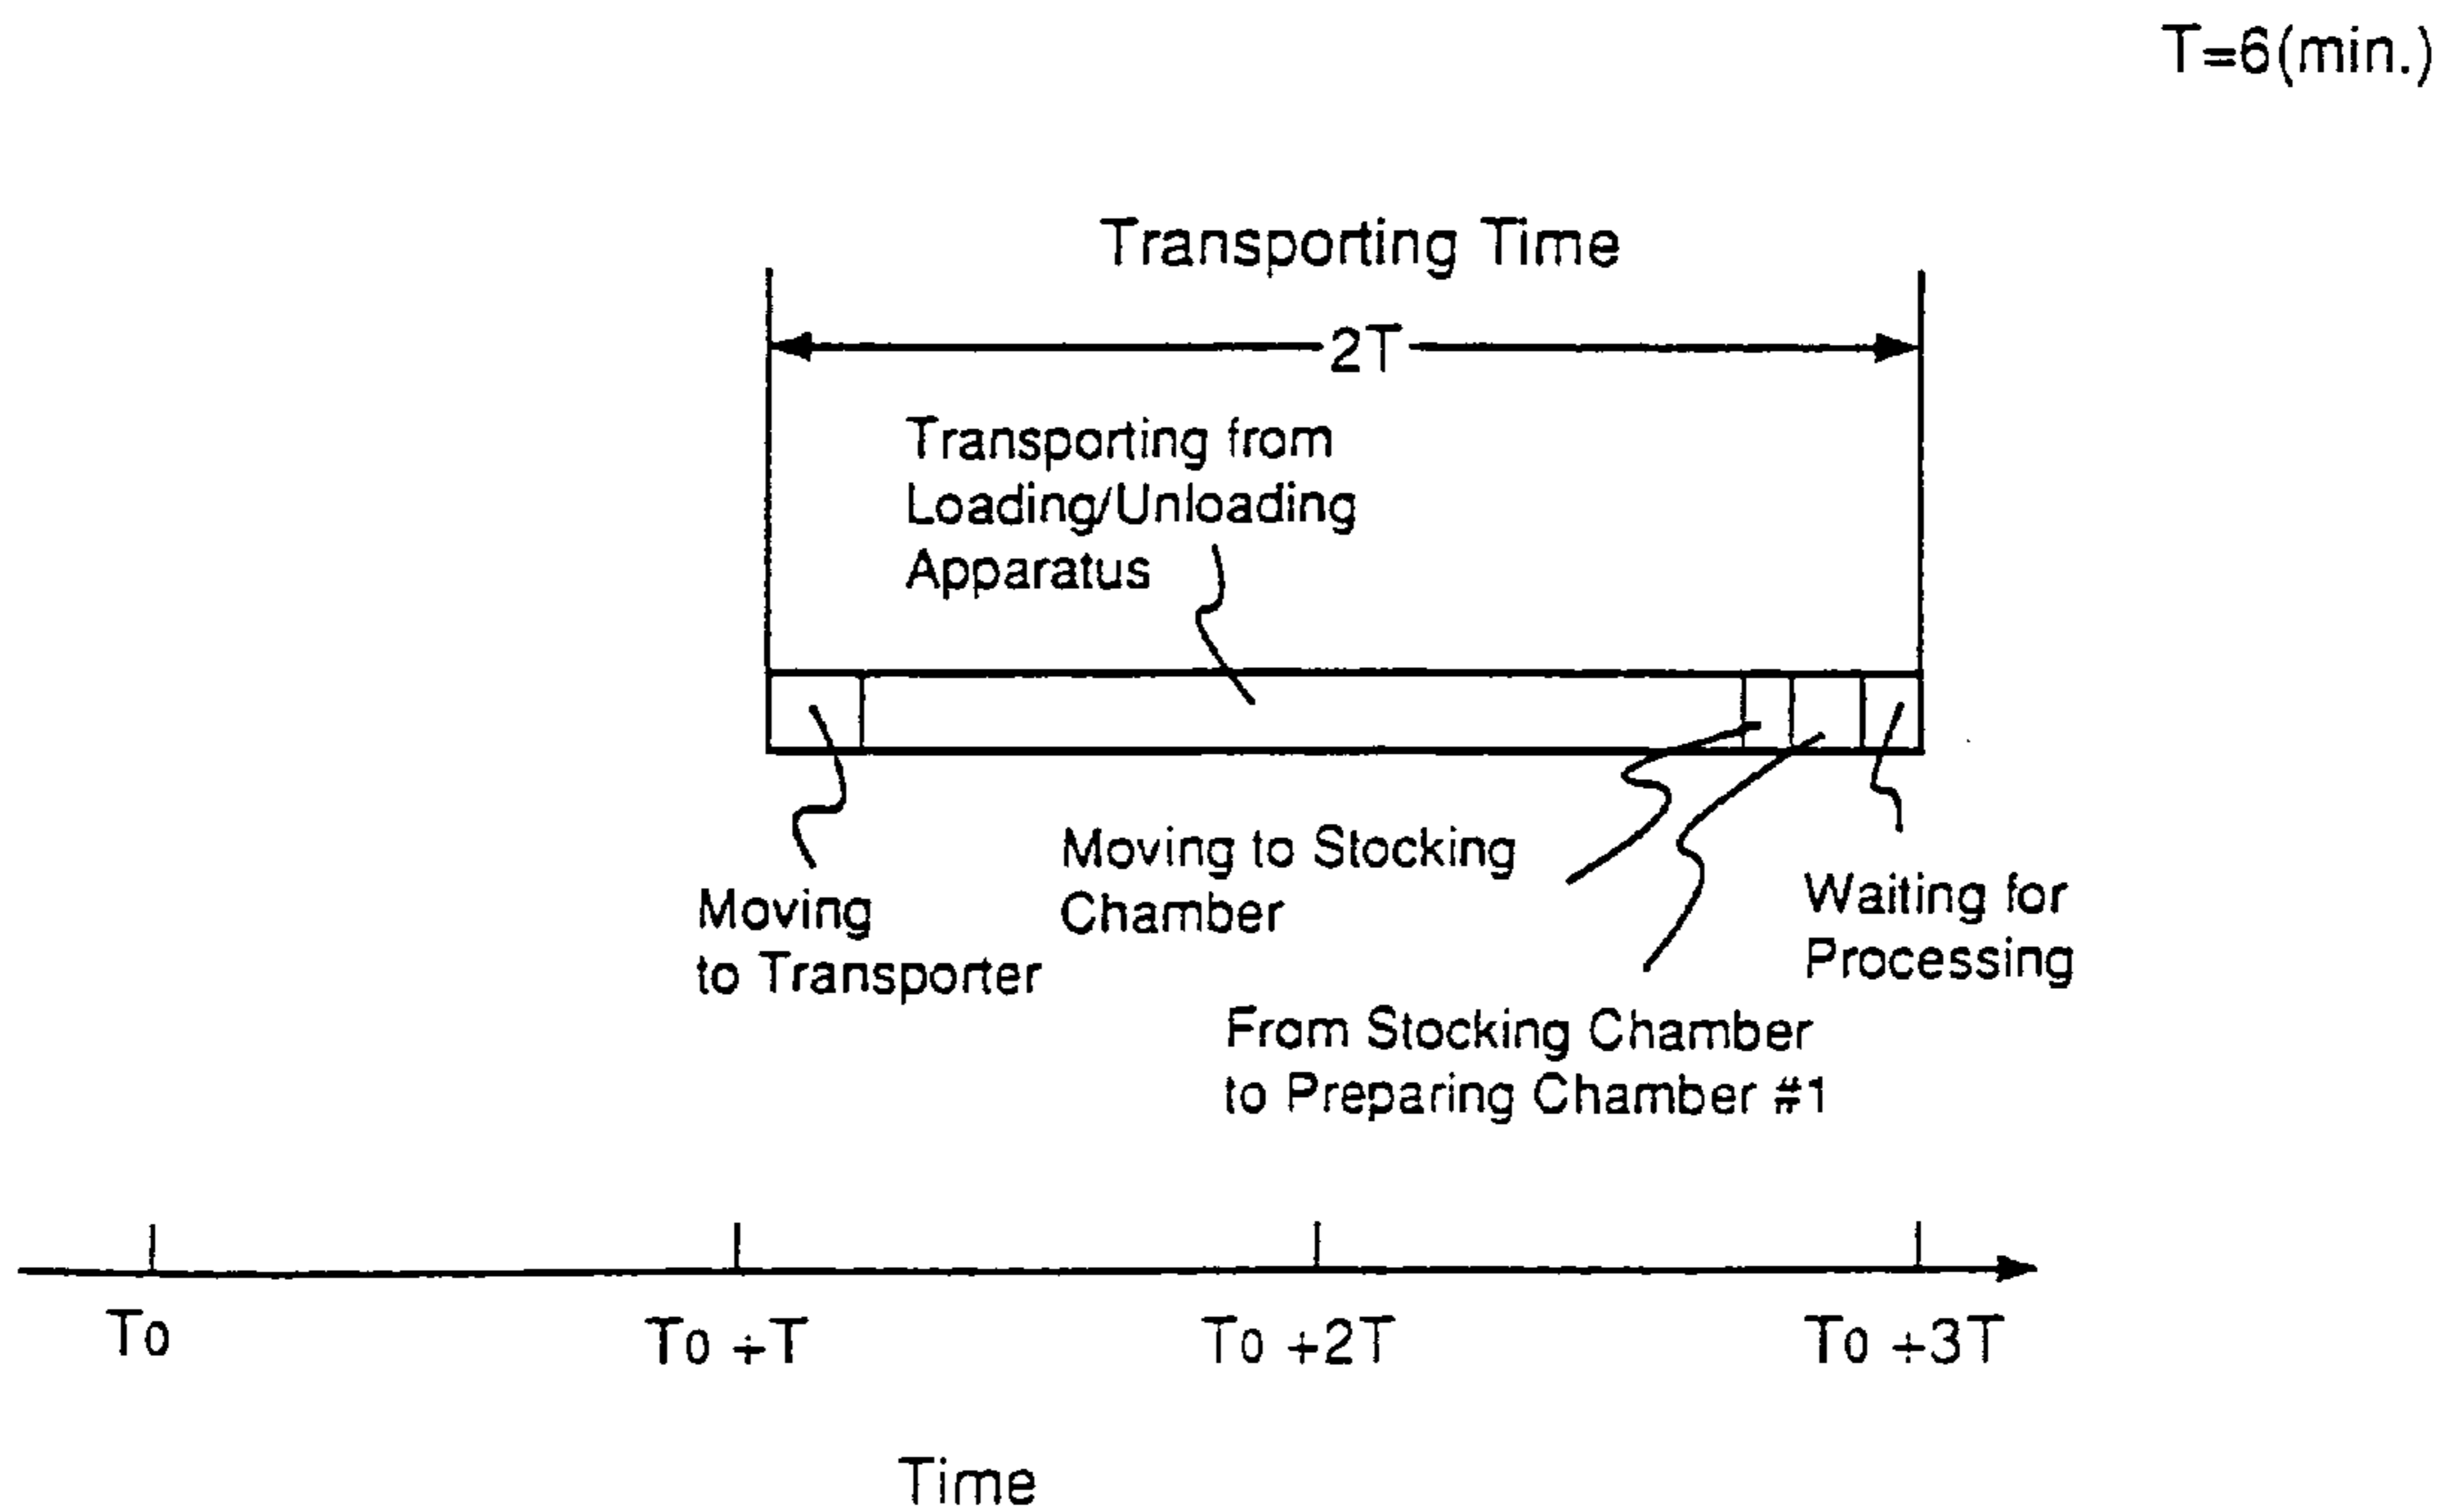 T=6(min.)
Transporting Time
2T
Transporting from
Loading/Unloading
Apparatus
Moving to Stocking
Chamber
Moving
to Transporter
Waiting for
Processing
From Stocking Chamber
to Preparing Chamber #1
To
To +T
To +2T
To +3T
Time